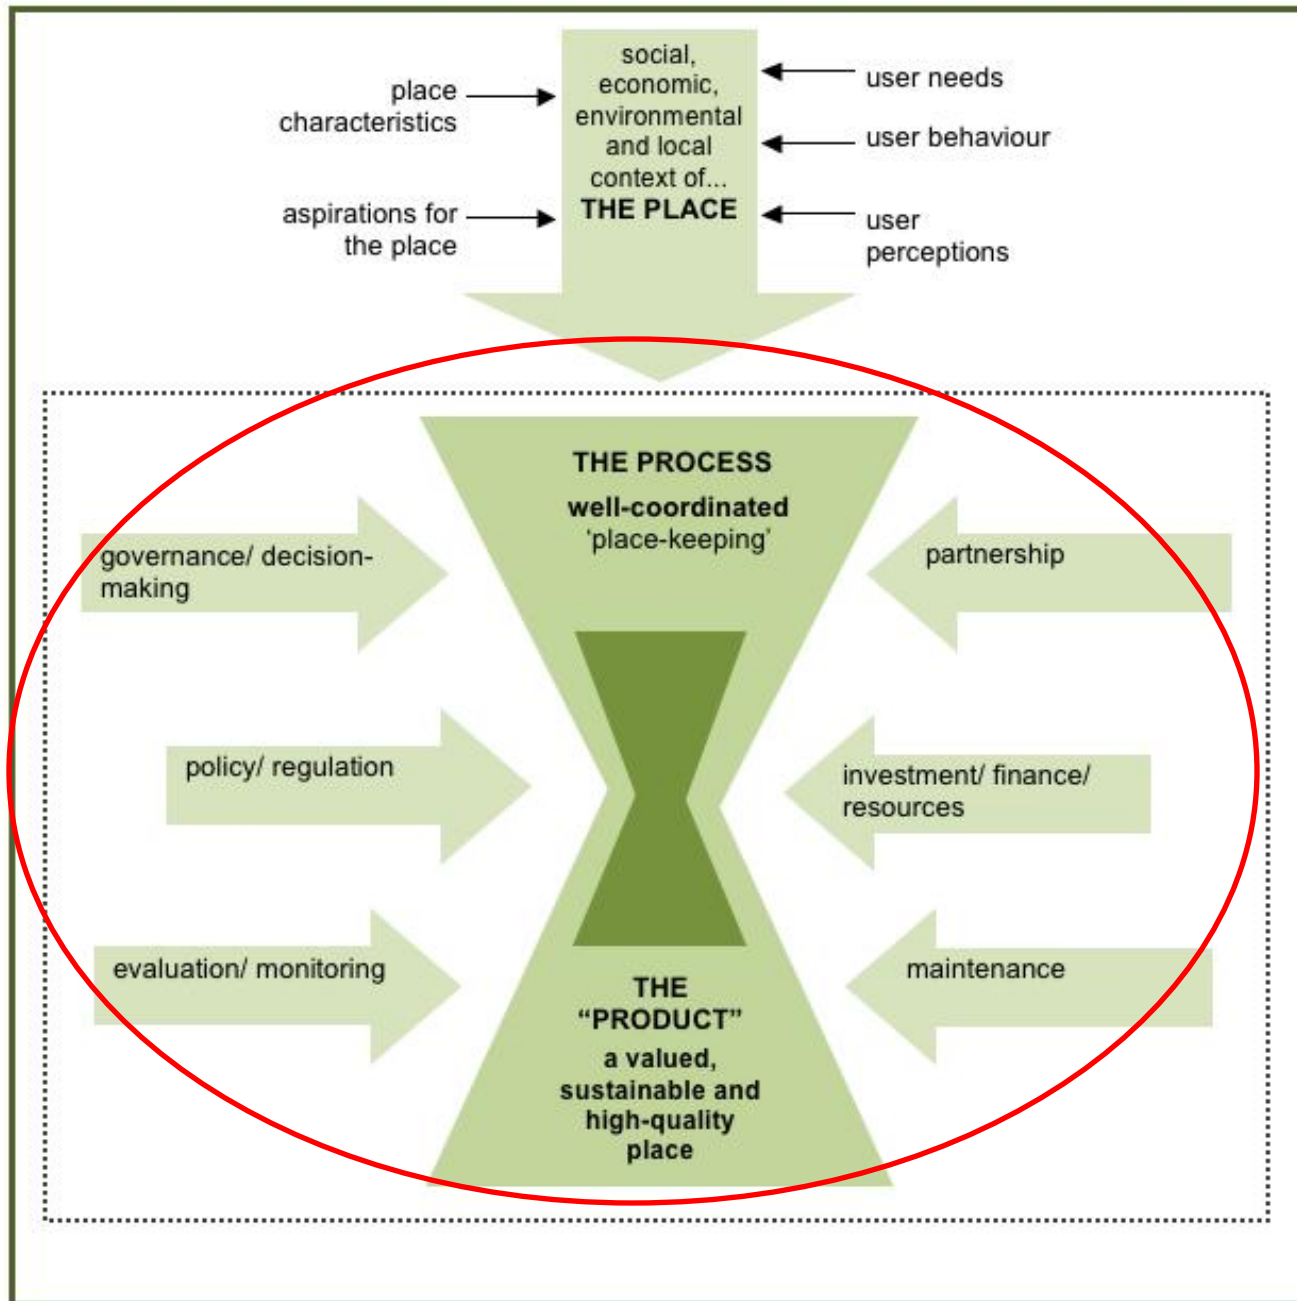 social,
economic,
environmental
and local
context of...
THE PLACE
place
characteristics
aspirations for
the place
user needs
user behaviour
user
perceptions
THE PROCESS
well-coordinated
‘place-keeping’
governance/ decision-
making
partnership
policy/ regulation
investment/ finance/
resources
evaluation/ monitoring
maintenance
THE
“PRODUCT”
a valued,
sustainable and
high-quality
place